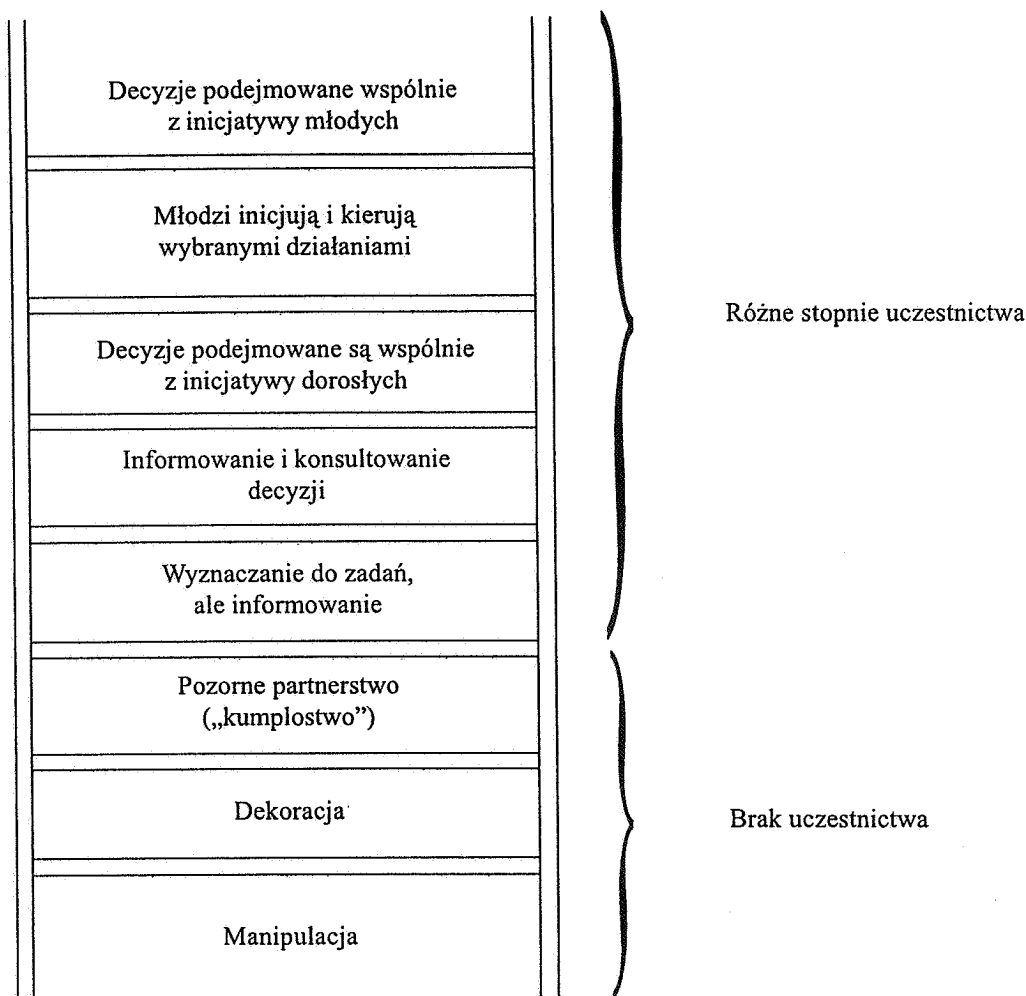 Decyzje podejmowane wspólnie
z inicjatywy młodych
Młodzi inicjują i kierują
wybranymi działaniami
Różne stopnie uczestnictwa
Decyzje podejmowane są wspólnie
z inicjatywy dorosłych
Informowanie i konsultowanie
decyzji
Wyznaczanie do zadań,
ale informowanie
Pozorne partnerstwo
(„kumplostwo”)
Dekoracja
Brak uczestnictwa
Manipulacja